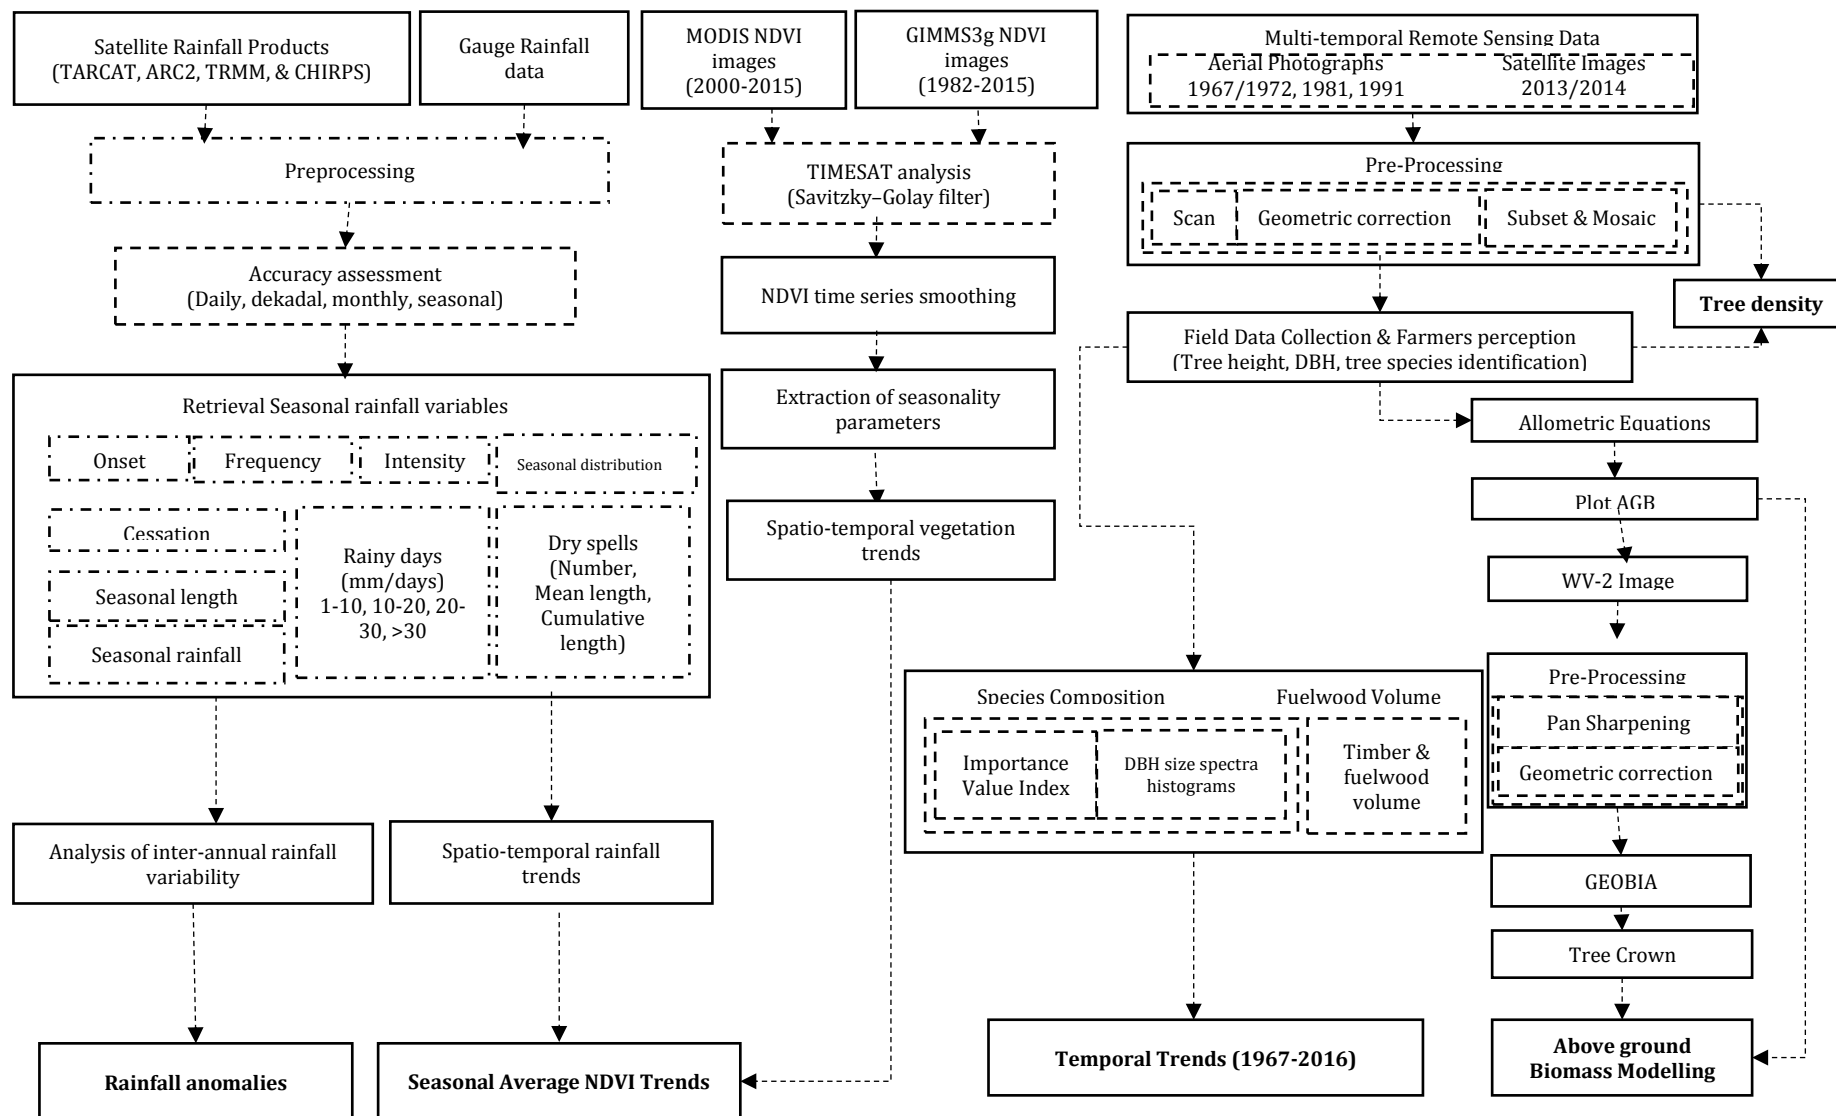 Satellite Rainfall Products
(TARCAT, ARC2, TRMM, & CHIRPS)
Gauge Rainfall
data
MODIS NDVI
images
(2000-2015)
GIMMS3g NDVI
images
(1982-2015)
Multi-temporal Remote Sensing Data
Aerial Photographs
1967/1972, 1981, 1991
Satellite Images
2013/2014
Preprocessing
TIMESAT analysis
(Savitzky–Golay filter)
Pre-Processing
Scan
Geometric correction
Subset & Mosaic
Accuracy assessment
(Daily, dekadal, monthly, seasonal)
NDVI time series smoothing
Tree density
Field Data Collection & Farmers perception
(Tree height, DBH, tree species identification)
Retrieval Seasonal rainfall variables
Onset
Frequency
Intensity
Seasonal distribution
Cessation
Seasonal length
Seasonal rainfall
Rainy days
(mm/days)
1-10, 10-20, 20-
30, >30
Dry spells
(Number,
Mean length,
Cumulative
length)
Extraction of seasonality
parameters
Allometric Equations
Plot AGB
Spatio-temporal vegetation
trends
WV-2 Image
Pre-Processing
Pan Sharpening
Geometric correction
Species Composition
Fuelwood Volume
Importance
Value Index
DBH size spectra
histograms
Timber &
fuelwood
volume
Analysis of inter-annual rainfall
variability
Spatio-temporal rainfall
trends
GEOBIA
Tree Crown
Rainfall anomalies
Seasonal Average NDVI Trends
Temporal Trends (1967-2016)
Above ground
Biomass Modelling